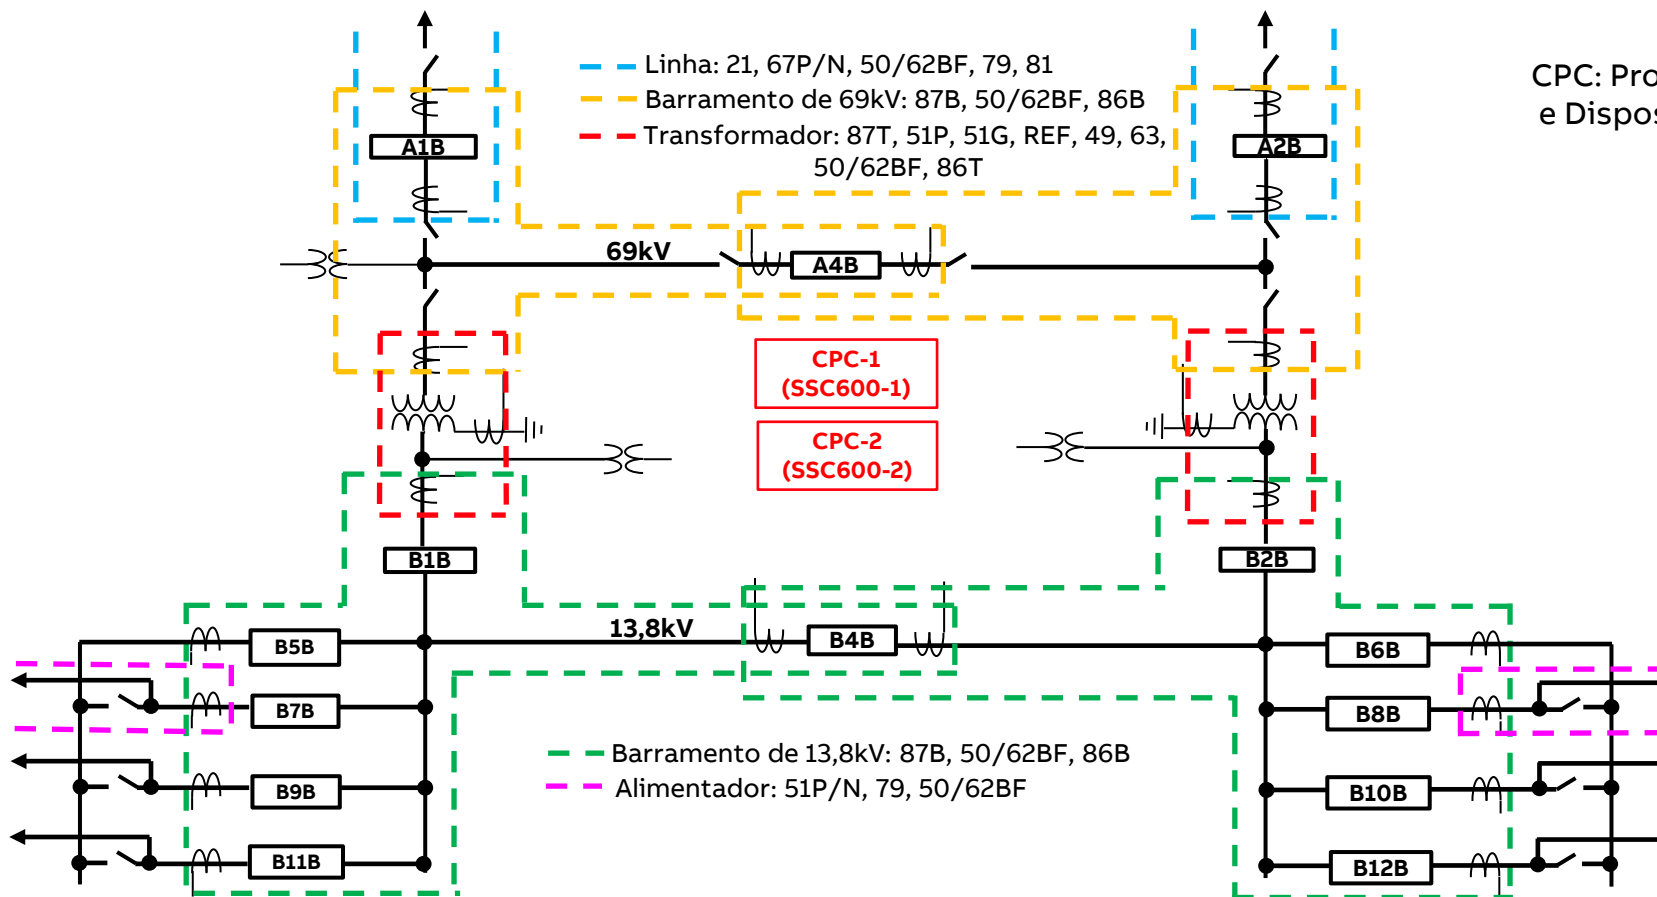 Linha: 21, 67P/N, 50/62BF, 79, 81
Barramento de 69kV: 87B, 50/62BF, 86B
Transformador: 87T, 51P, 51G, REF, 49, 63,
50/62BF, 86T
CPC: Pro
e Dispos
A1B
A2B
69kV
A4B
CPC-1
(SSC600-1)
CPC-2
(SSC600-2)
B1B
B2B
13,8kV
B4B
B5B
B6B
B7B
B8B
Barramento de 13,8kV: 87B, 50/62BF, 86B
Alimentador: 51P/N, 79, 50/62BF
B9B
B10B
B11B
B12B